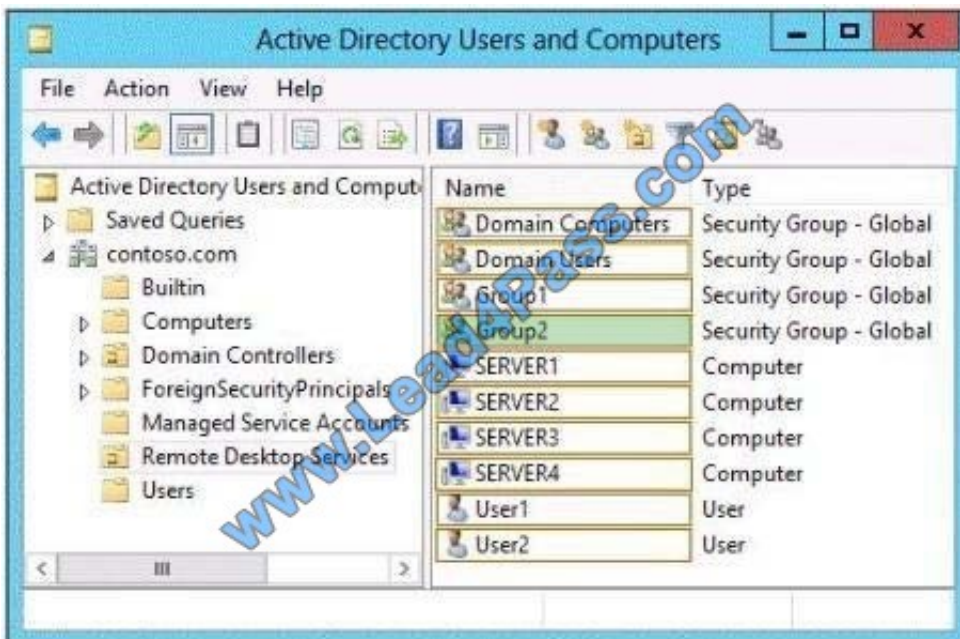 Active Directory Users and Computers
File Action View Help
Active Directory Users and Comput
Saved Queries
contoso.com
Builtin
Computers
Domain Controllers
ForeignSecurityPrincipals
Managed Service Accounts
Remote Desktop Services
Users
Name Type
Domain Computers Security Group - Global
Domain Users Security Group - Global
Group1 Security Group - Global
Group2 Security Group - Global
SERVER1 Computer
SERVER2 Computer
SERVER3 Computer
SERVER4 Computer
User1 User
User2 User
www.Lead4Pass.com